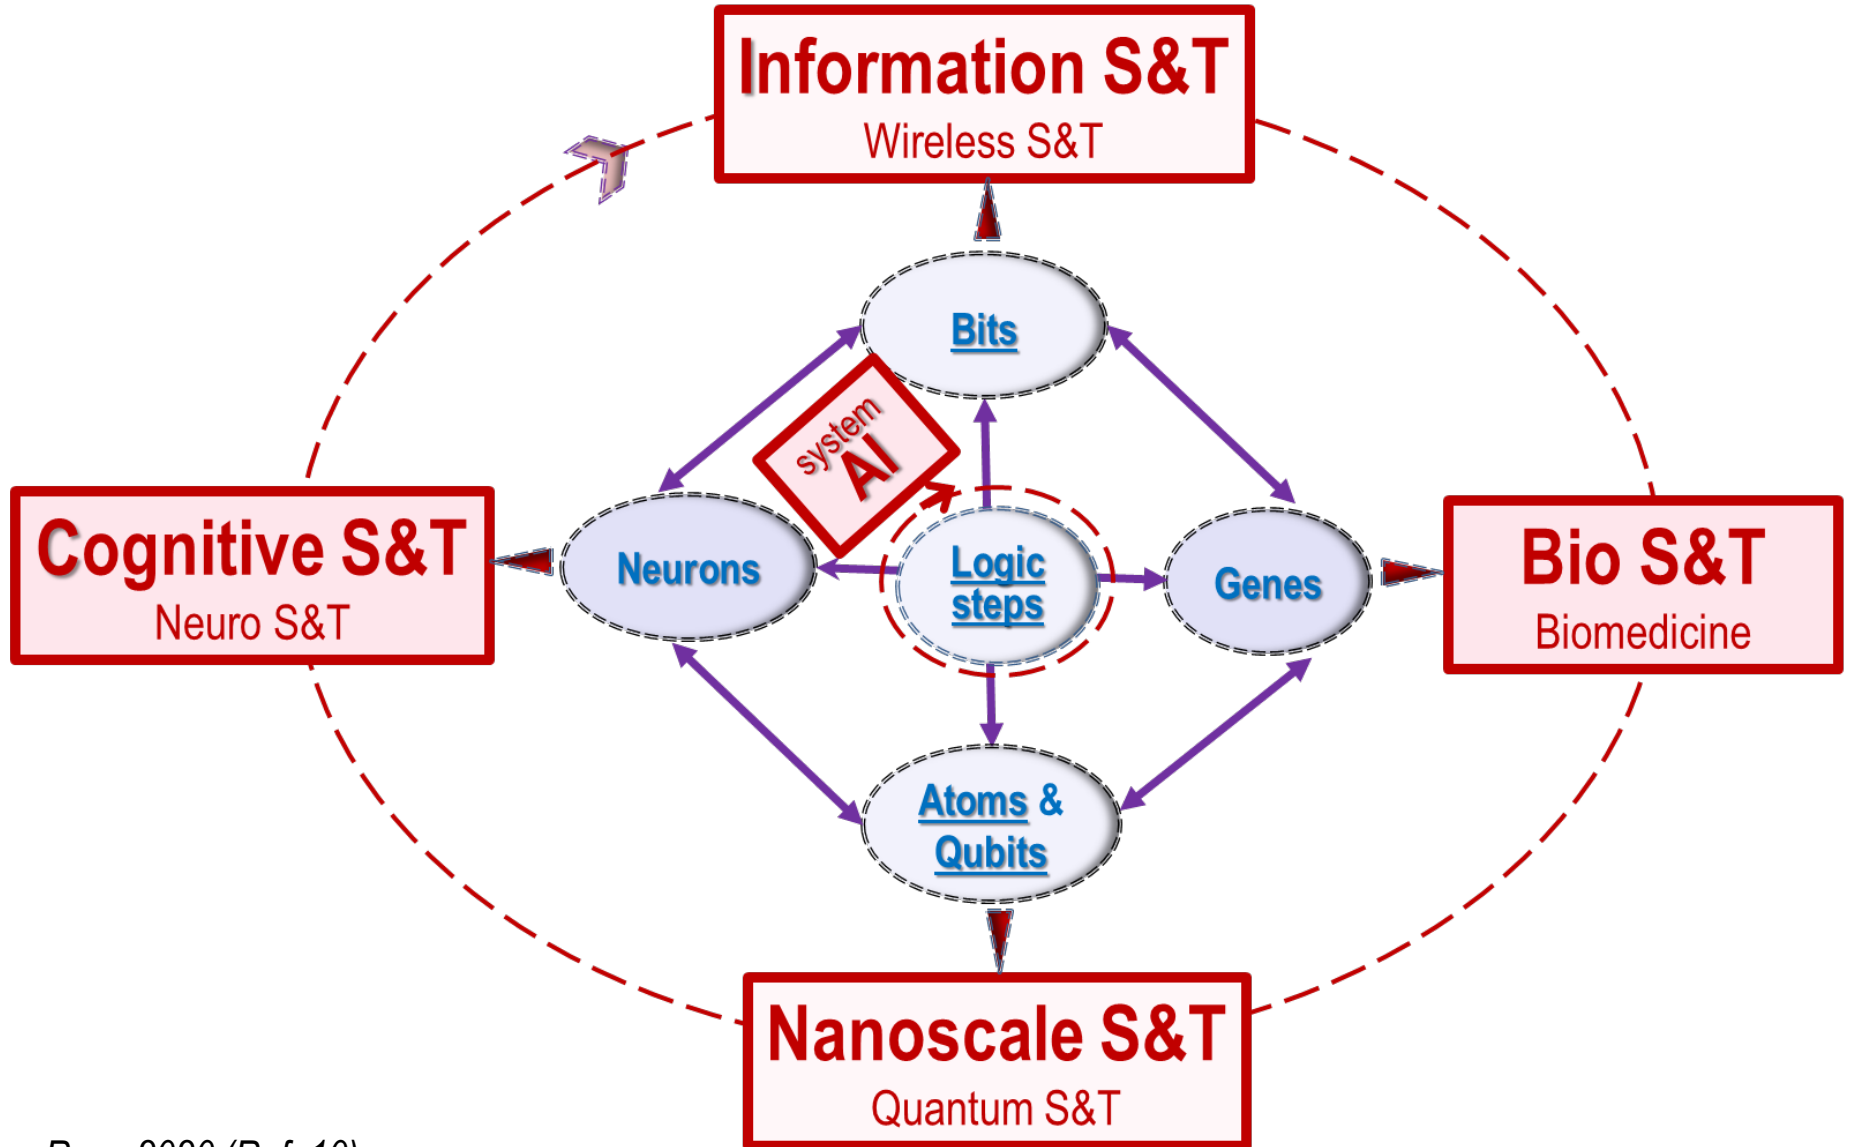 Information S&T
Wireless S&T
Bits
system
AI
Cognitive S&T
Neuro S&T
Neurons
Logic
steps
Genes
Bio S&T
Biomedicine
Atoms &
Qubits
Nanoscale S&T
Quantum S&T